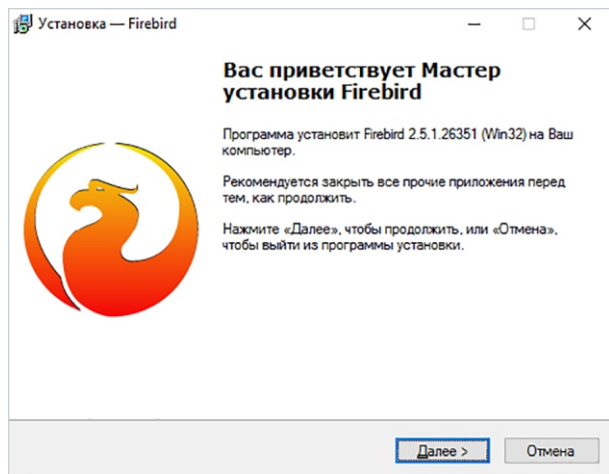 Установка — Firebird
Вас приветствует Мастер
установки Firebird
Программа установит Firebird 2.5.1.26351 (Win32) на Ваш
компьютер.
Рекомендуется закрыть все прочие приложения перед
тем, как продолжить.
Нажмите «Далее», чтобы продолжить, или «Отмена»,
чтобы выйти из программы установки.
Далее >
Отмена